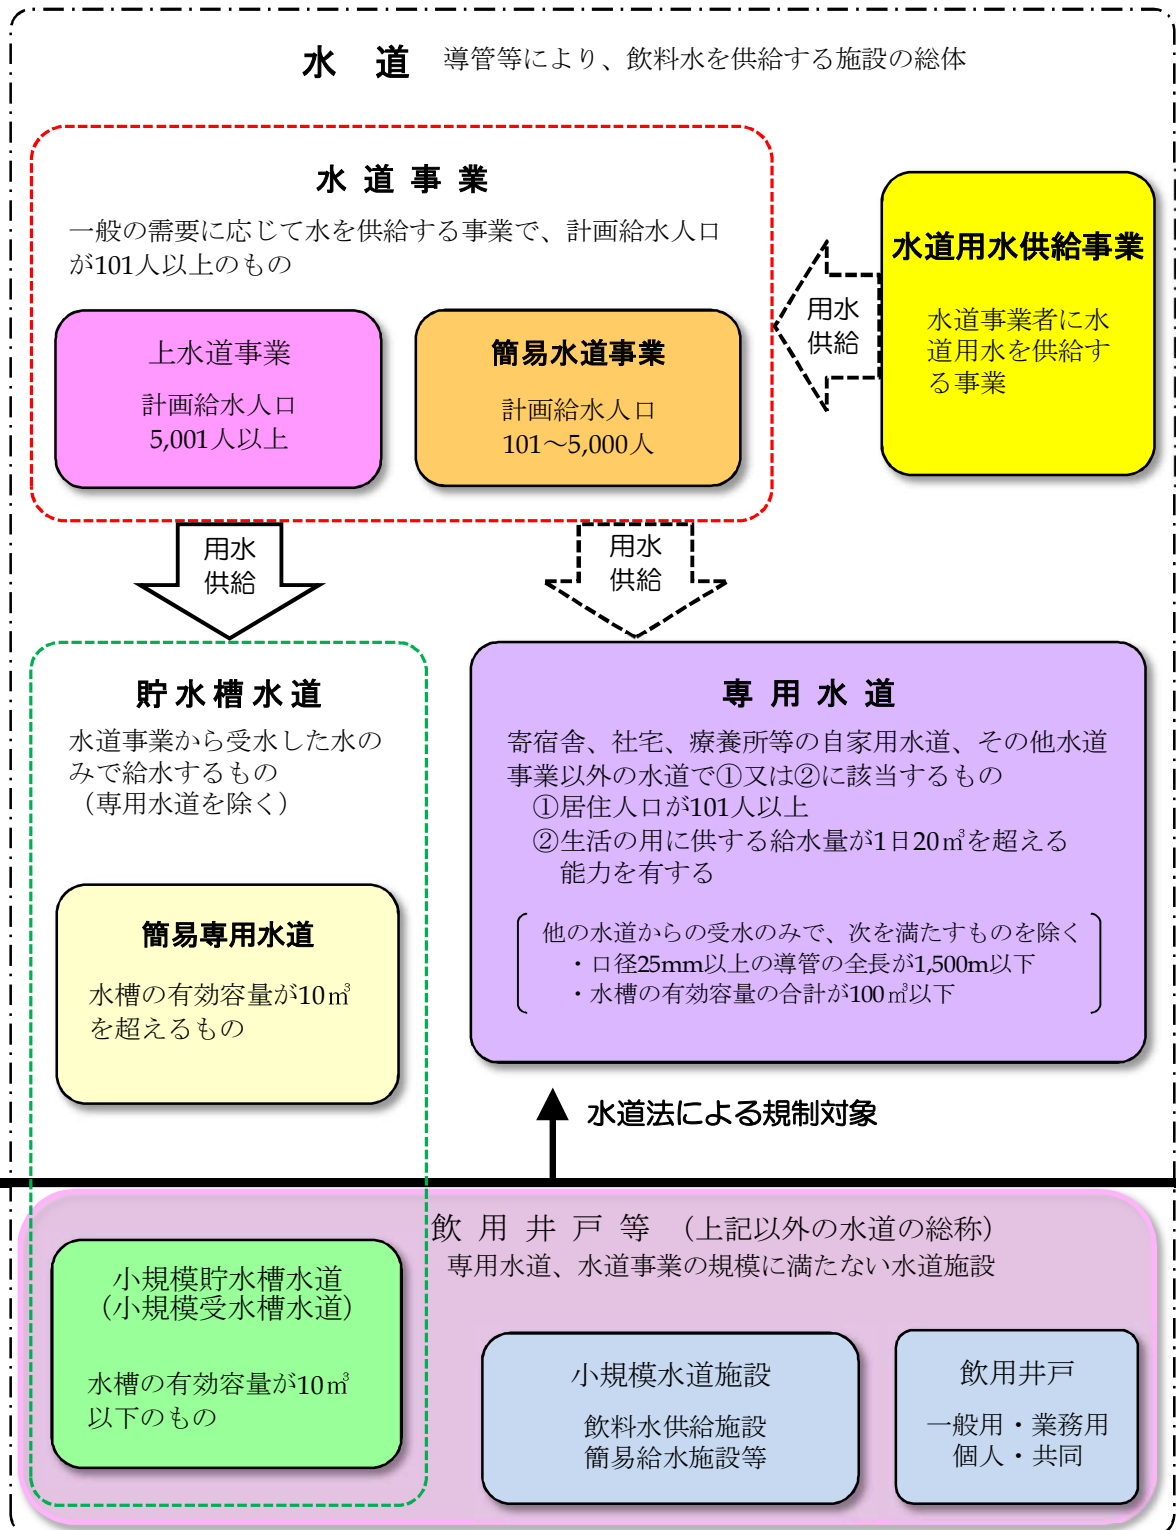 水道 導管等により、飲料水を供給する施設の総体
水道事業
一般の需要に応じて水を供給する事業で、計画給水人口
が101人以上のもの
上水道事業
計画給水人口
5,001人以上
簡易水道事業
計画給水人口
101～5,000人
用水
供給
水道用水供給事業
水道事業者に水
道用水を供給す
る事業
用水
供給
用水
供給
貯水槽水道
水道事業から受水した水の
みで給水するもの
（専用水道を除く）
簡易専用水道
水槽の有効容量が10㎥
を超えるもの
専用水道
寄宿舎、社宅、療養所等の自家用水道、その他水道
事業以外の水道で①又は②に該当するもの
①居住人口が101人以上
②生活の用に供する給水量が1日20㎥を超える
能力を有する
他の水道からの受水のみで、次を満たすものを除く
・口径25mm以上の導管の全長が1,500m以下
・水槽の有効容量の合計が100㎥以下
水道法による規制対象
飲用井戸等 （上記以外の水道の総称）
専用水道、水道事業の規模に満たない水道施設
小規模貯水槽水道
（小規模受水槽水道）
水槽の有効容量が10㎥
以下のもの
小規模水道施設
飲料水供給施設
簡易給水施設等
飲用井戸
一般用・業務用
個人・共同